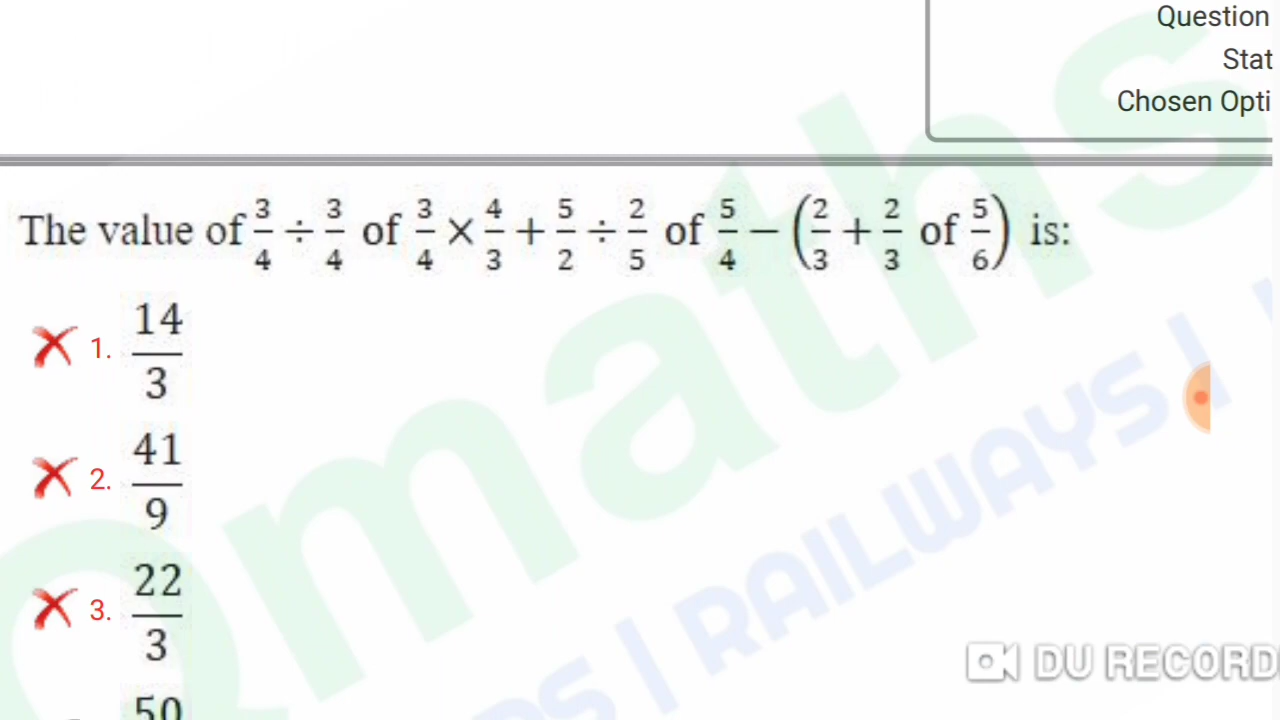 Question
Stat
Chosen Opti
The value of 3/4 ÷ 3/4 of 3/4 × 4/3 + 5/2 ÷ 2/5 of 5/4 − (2/3 + 2/3 of 5/6) is:
1. 14/3
2. 41/9
3. 22/3
50
maths
RAILWAYS |
DU RECORD